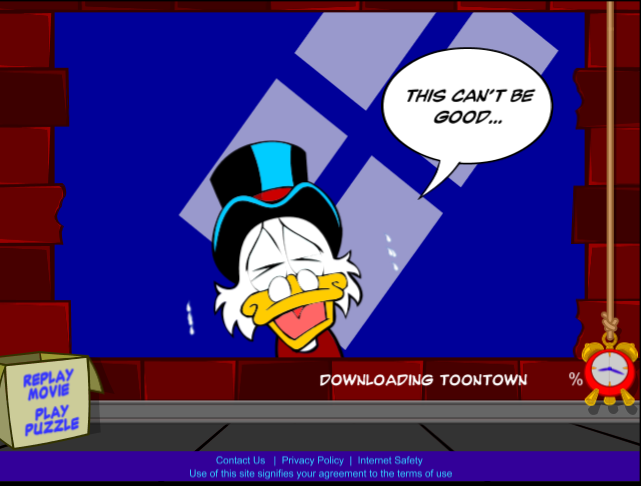 THIS CAN'T BE
GOOD...
DOWNLOADING TOONTOWN %
REPLAY
MOVIE
PLAY
PUZZLE
Contact Us | Privacy Policy | Internet Safety
Use of this site signifies your agreement to the terms of use